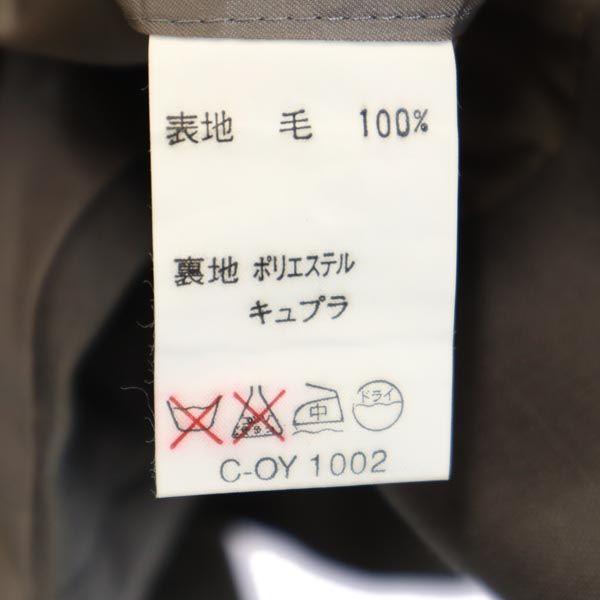 表地 毛 100%
裏地 ポリエステル
キュプラ
中 ドライ
C-OY 1002